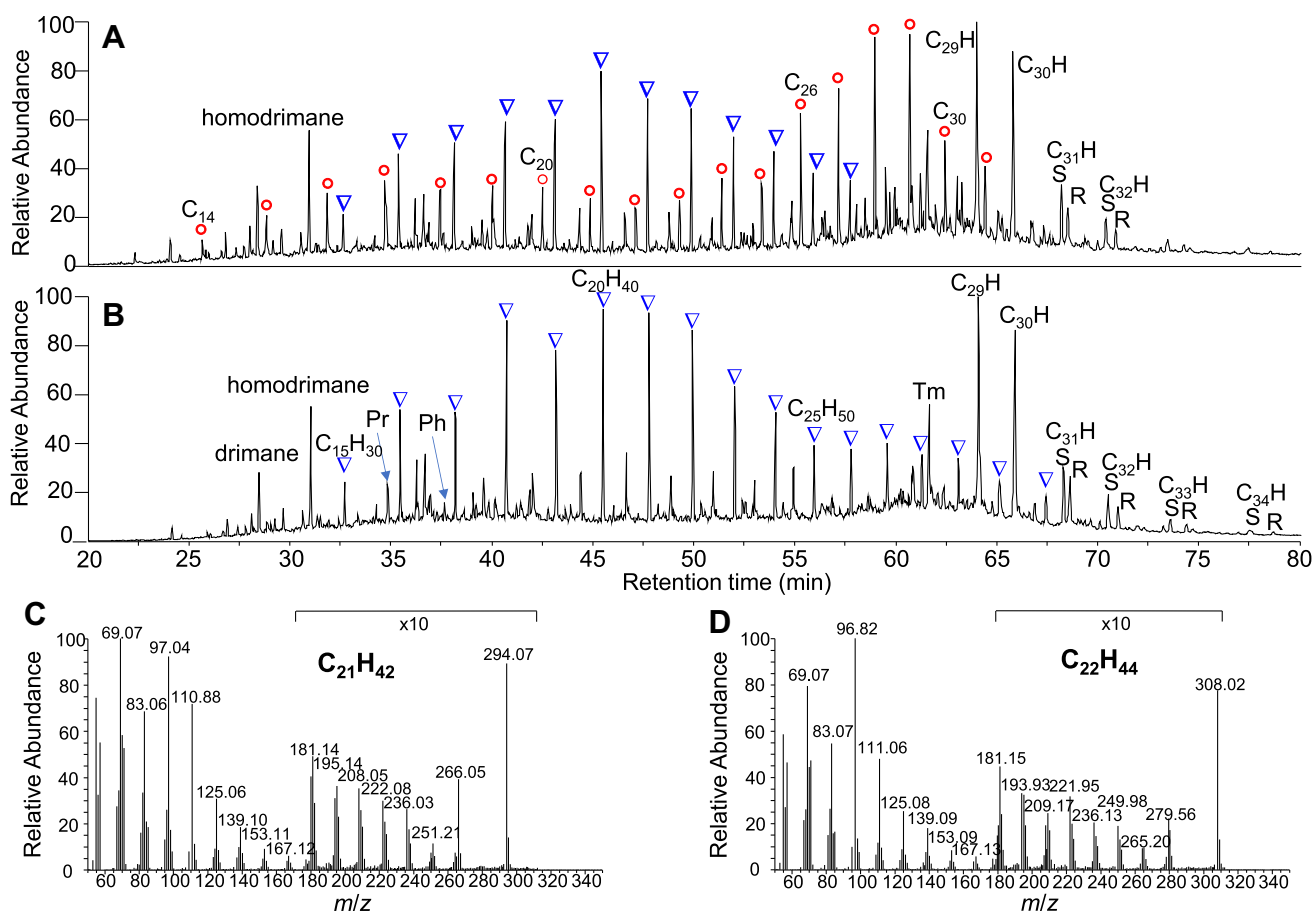 A
Relative Abundance
100
80
60
40
20
0
C14
homodrimane
C20
C26
C29H
C30
C30H
C31H
S
R
C32H
S
R
B
Relative Abundance
100
80
60
40
20
0
drimane
homodrimane
C15H30
Pr
Ph
C20H40
C25H50
Tm
C29H
C30H
C31H
S
R
C32H
S
R
C33H
S
R
C34H
S
R
20 25 30 35 40 45 50 55 60 65 70 75 80
Retention time (min)
C
x10
C21H42
Relative Abundance
100
80
60
40
20
0
69.07
83.06
97.04
110.88
125.06
139.10
153.11
167.12
181.14
195.14
208.05
222.08
236.03
251.21
266.05
294.07
60 80 100 120 140 160 180 200 220 240 260 280 300 320 340
m/z
D
x10
C22H44
Relative Abundance
100
80
60
40
20
0
69.07
83.07
96.82
111.06
125.08
139.09
153.09
167.13
181.15
193.93
209.17
221.95
236.13
249.98
265.20
279.56
308.02
60 80 100 120 140 160 180 200 220 240 260 280 300 320 340
m/z